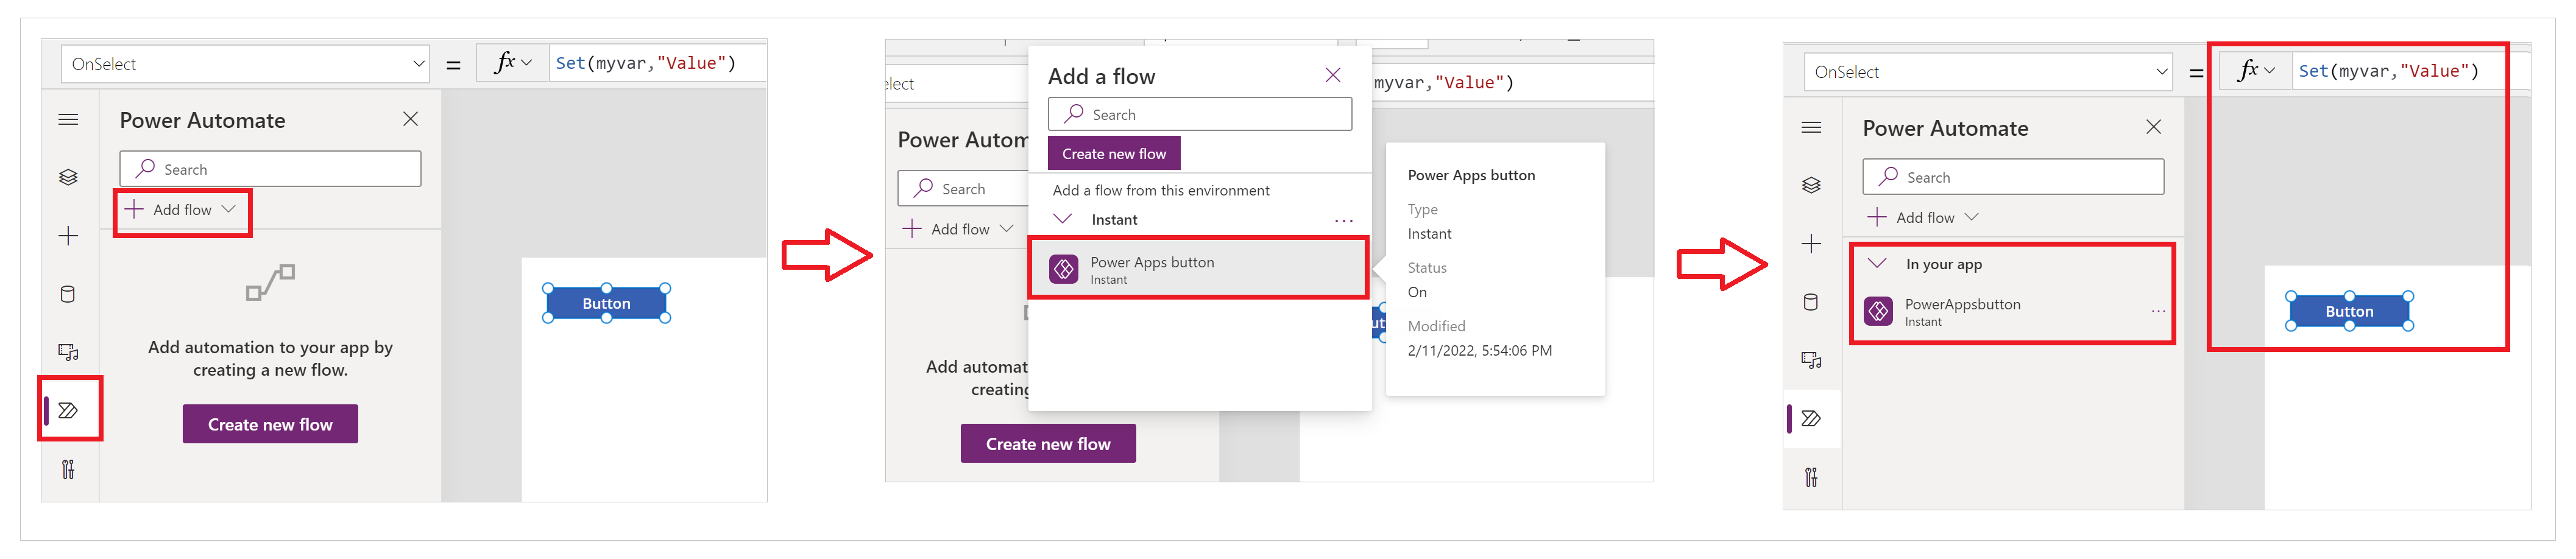 OnSelect
= fx Set(myvar,"Value")
Power Automate
Search
Add flow
Add automation to your app by
creating a new flow.
Create new flow
Button
elect
myvar,"Value")
Power Autom
Search
Add flow
Add automat
creating
Create new flow
Add a flow
Search
Create new flow
Add a flow from this environment
Instant
...
Power Apps button
Instant
ut
Power Apps button
Type
Instant
Status
On
Modified
2/11/2022, 5:54:06 PM
OnSelect
= fx Set(myvar,"Value")
Power Automate
Search
Add flow
In your app
PowerAppsbutton
Instant
...
Button